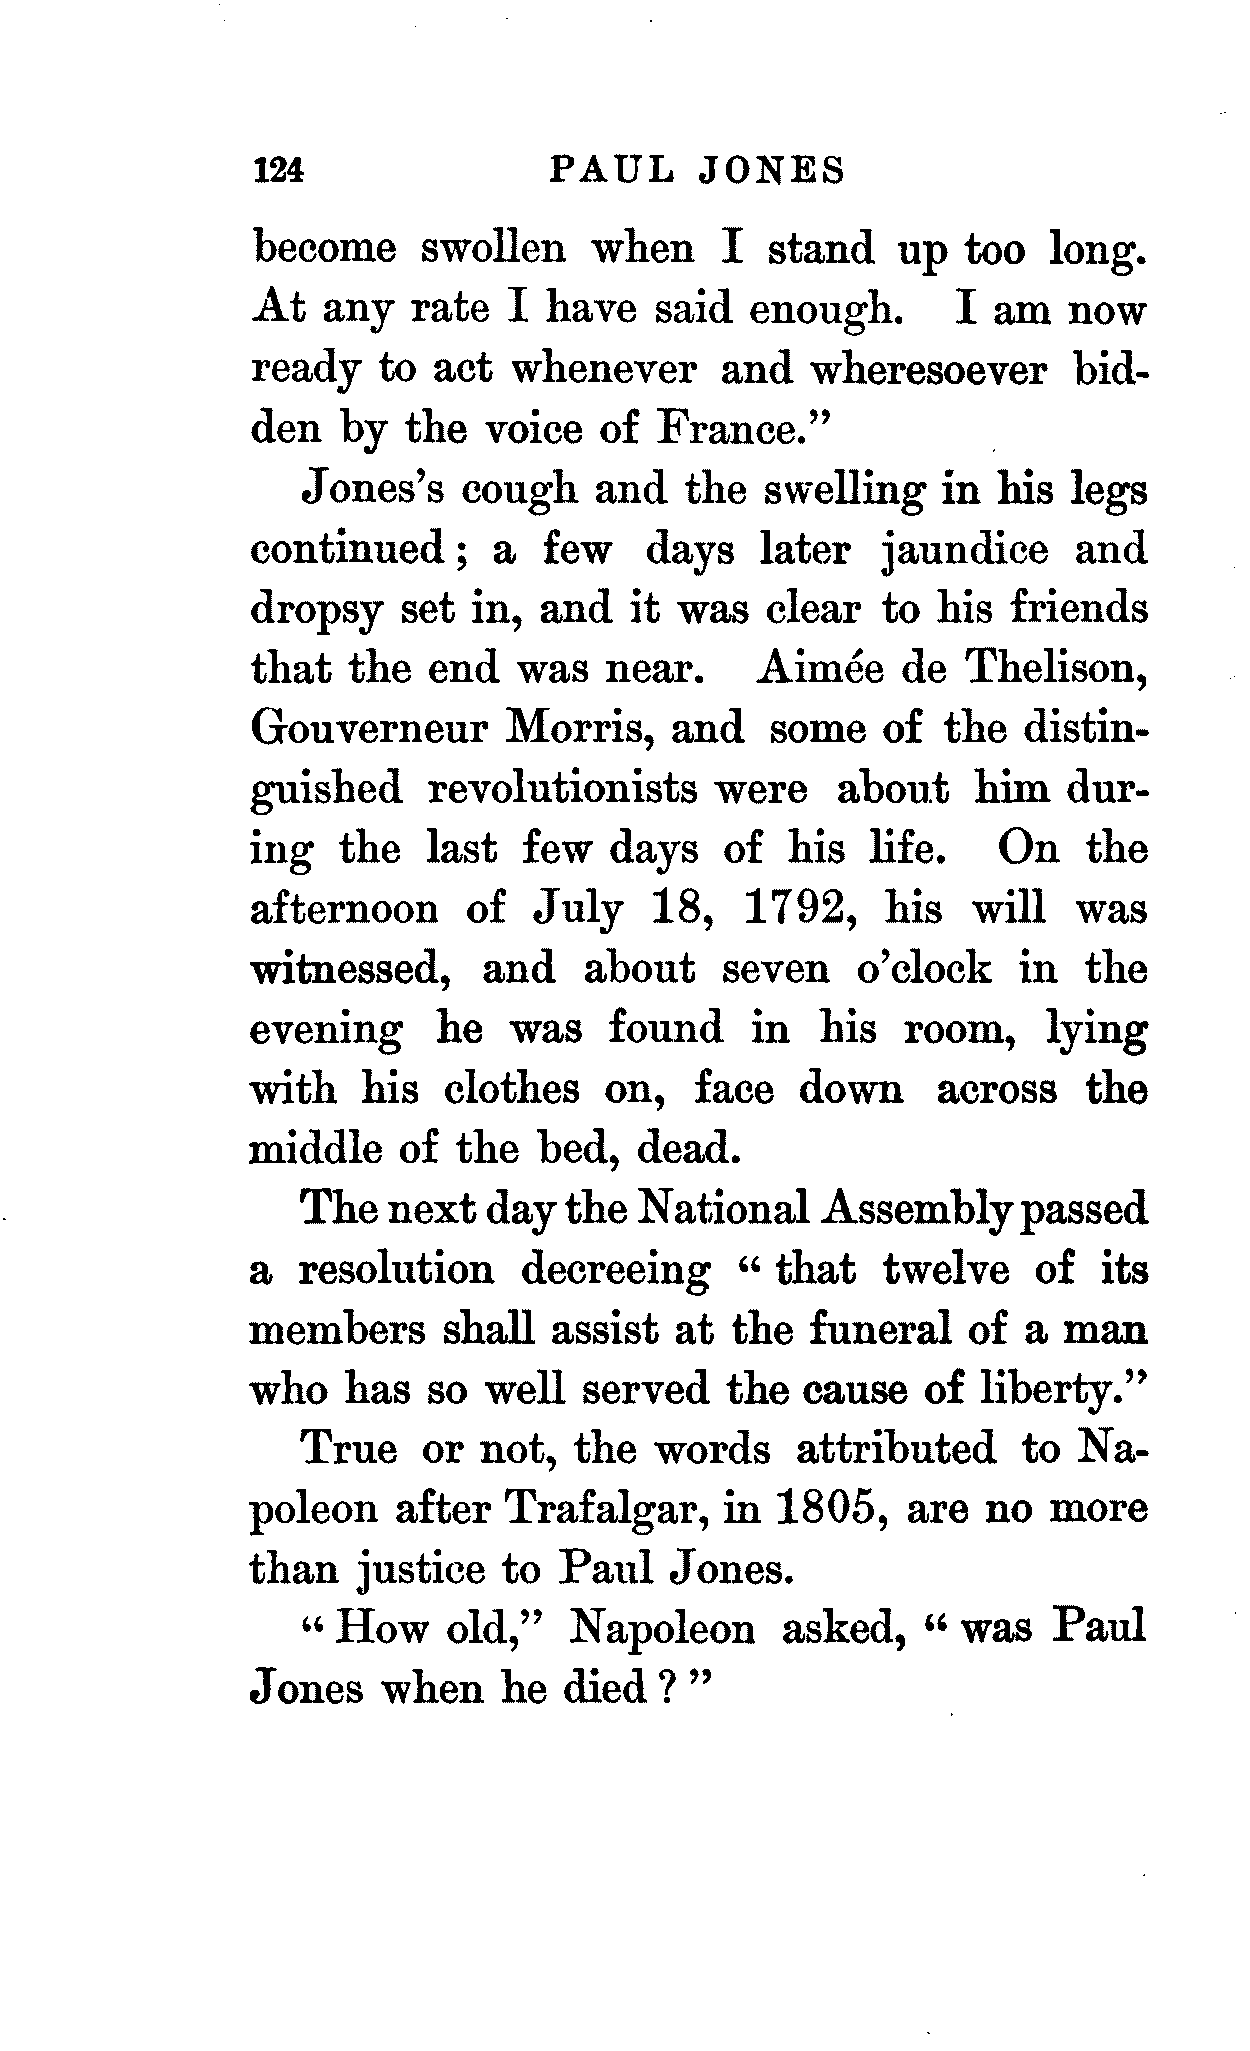 124 PAUL JONES
become swollen when I stand up too long.
At any rate I have said enough. I am now
ready to act whenever and wheresoever bid-
den by the voice of France."
Jones's cough and the swelling in his legs
continued; a few days later jaundice and
dropsy set in, and it was clear to his friends
that the end was near. Aimée de Thelison,
Gouverneur Morris, and some of the distin-
guished revolutionists were about him dur-
ing the last few days of his life. On the
afternoon of July 18, 1792, his will was
witnessed, and about seven o'clock in the
evening he was found in his room, lying
with his clothes on, face down across the
middle of the bed, dead.
The next day the National Assembly passed
a resolution decreeing "that twelve of its
members shall assist at the funeral of a man
who has so well served the cause of liberty."
True or not, the words attributed to Na-
poleon after Trafalgar, in 1805, are no more
than justice to Paul Jones.
"How old," Napoleon asked, "was Paul
Jones when he died?"